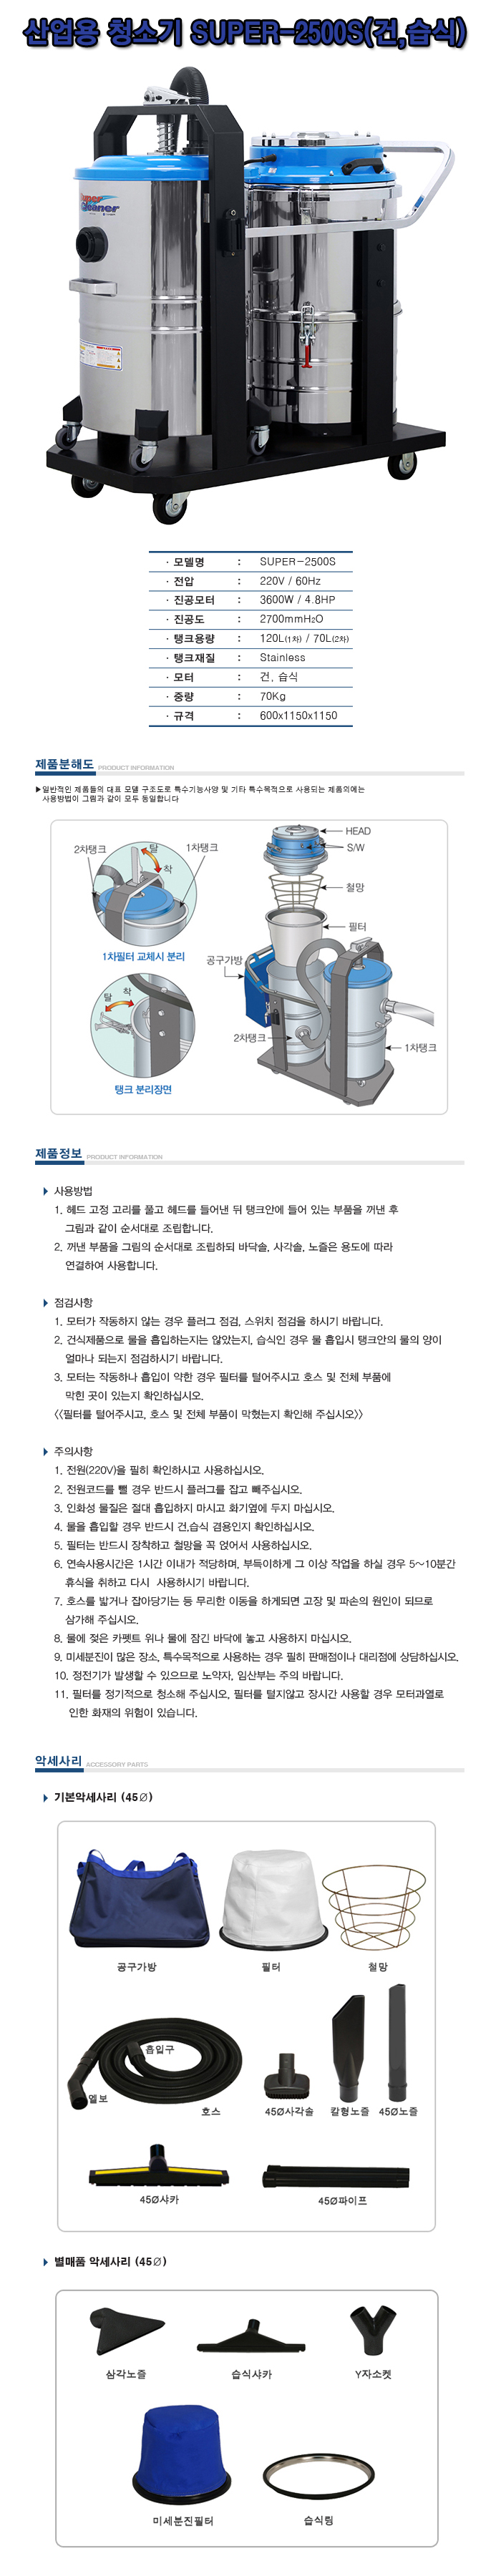 산업용 청소기 SUPER-2500S(건,습식)
Super
Cleaner
· 모델명 : SUPER-2500S
· 전압 : 220V / 60Hz
· 진공모터 : 3600W / 4.8HP
· 진공도 : 2700mmH₂O
· 탱크용량 : 120L(1차) / 70L(2차)
· 탱크재질 : Stainless
· 모터 : 건, 습식
· 중량 : 70Kg
· 규격 : 600x1150x1150
제품분해도 PRODUCT INFORMATION
▶일반적인 제품들의 대표 모델 구조도로 특수기능사양 및 기타 특수목적으로 사용되는 제품외에는
사용방법이 그림과 같이 모두 동일합니다
2차탱크
탈
착
1차탱크
1차필터 교체시 분리
탈
착
탱크 분리장면
HEAD
S/W
철망
필터
공구가방
2차탱크
1차탱크
제품정보 PRODUCT INFORMATION
사용방법
1. 헤드 고정 고리를 풀고 헤드를 들어낸 뒤 탱크안에 들어 있는 부품을 꺼낸 후
그림과 같이 순서대로 조립합니다.
2. 꺼낸 부품을 그림의 순서대로 조립하되 바닥솔, 사각솔, 노즐은 용도에 따라
연결하여 사용합니다.
점검사항
1. 모터가 작동하지 않는 경우 플러그 점검, 스위치 점검을 하시기 바랍니다.
2. 건식제품으로 물을 흡입하는지는 않았는지, 습식인 경우 물 흡입시 탱크안의 물의 양이
얼마나 되는지 점검하시기 바랍니다.
3. 모터는 작동하나 흡입이 약한 경우 필터를 털어주시고 호스 및 전체 부품에
막힌 곳이 있는지 확인하십시오.
<<필터를 털어주시고, 호스 및 전체 부품이 막혔는지 확인해 주십시오>>
주의사항
1. 전원(220V)을 필히 확인하시고 사용하십시오.
2. 전원코드를 뺄 경우 반드시 플러그를 잡고 빼주십시오.
3. 인화성 물질은 절대 흡입하지 마시고 화기옆에 두지 마십시오.
4. 물을 흡입할 경우 반드시 건,습식 겸용인지 확인하십시오.
5. 필터는 반드시 장착하고 철망을 꼭 얹어서 사용하십시오.
6. 연속사용시간은 1시간 이내가 적당하며, 부득이하게 그 이상 작업을 하실 경우 5~10분간
휴식을 취하고 다시 사용하시기 바랍니다.
7. 호스를 밟거나 잡아당기는 등 무리한 이동을 하게되면 고장 및 파손의 원인이 되므로
삼가해 주십시오.
8. 물에 젖은 카펫트 위나 물에 잠긴 바닥에 놓고 사용하지 마십시오.
9. 미세분진이 많은 장소, 특수목적으로 사용하는 경우 필히 판매점이나 대리점에 상담하십시오.
10. 정전기가 발생할 수 있으므로 노약자, 임산부는 주의 바랍니다.
11. 필터를 정기적으로 청소해 주십시오, 필터를 털지않고 장시간 사용할 경우 모터과열로
인한 화재의 위험이 있습니다.
악세사리 ACCESSORY PARTS
기본악세사리 (45∅)
공구가방
필터
철망
흡입구
엘보
호스
45Ø사각솔
칼형노즐
45Ø노즐
45Ø샤카
45Ø파이프
별매품 악세사리 (45∅)
삼각노즐
습식샤카
Y자소켓
미세분진필터
습식링